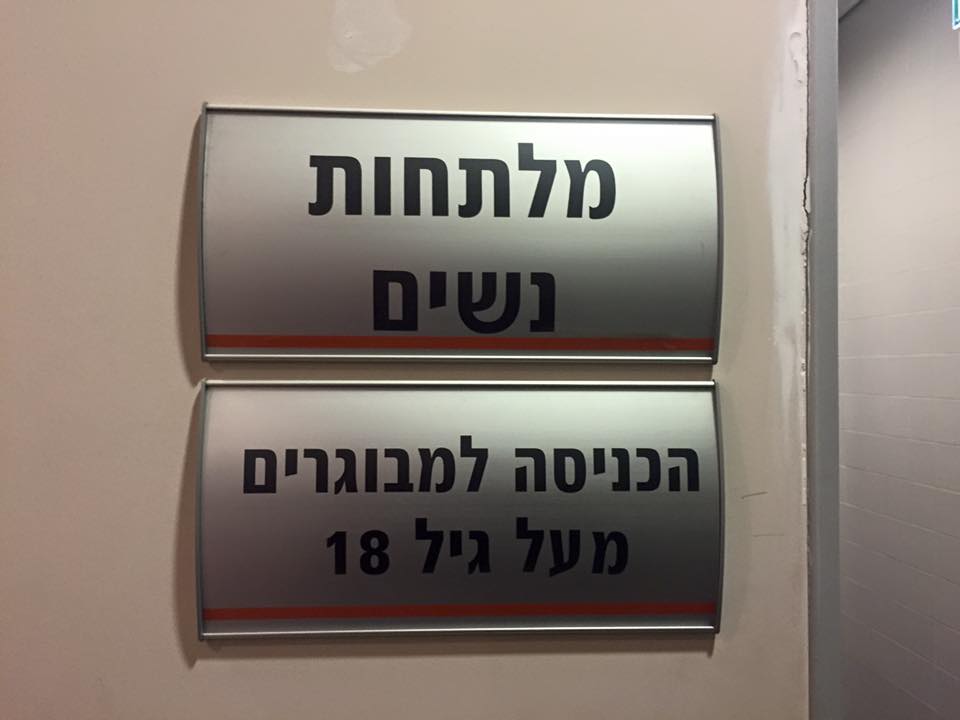 מלתחות
נשים
הכניסה למבוגרים
מעל גיל 18